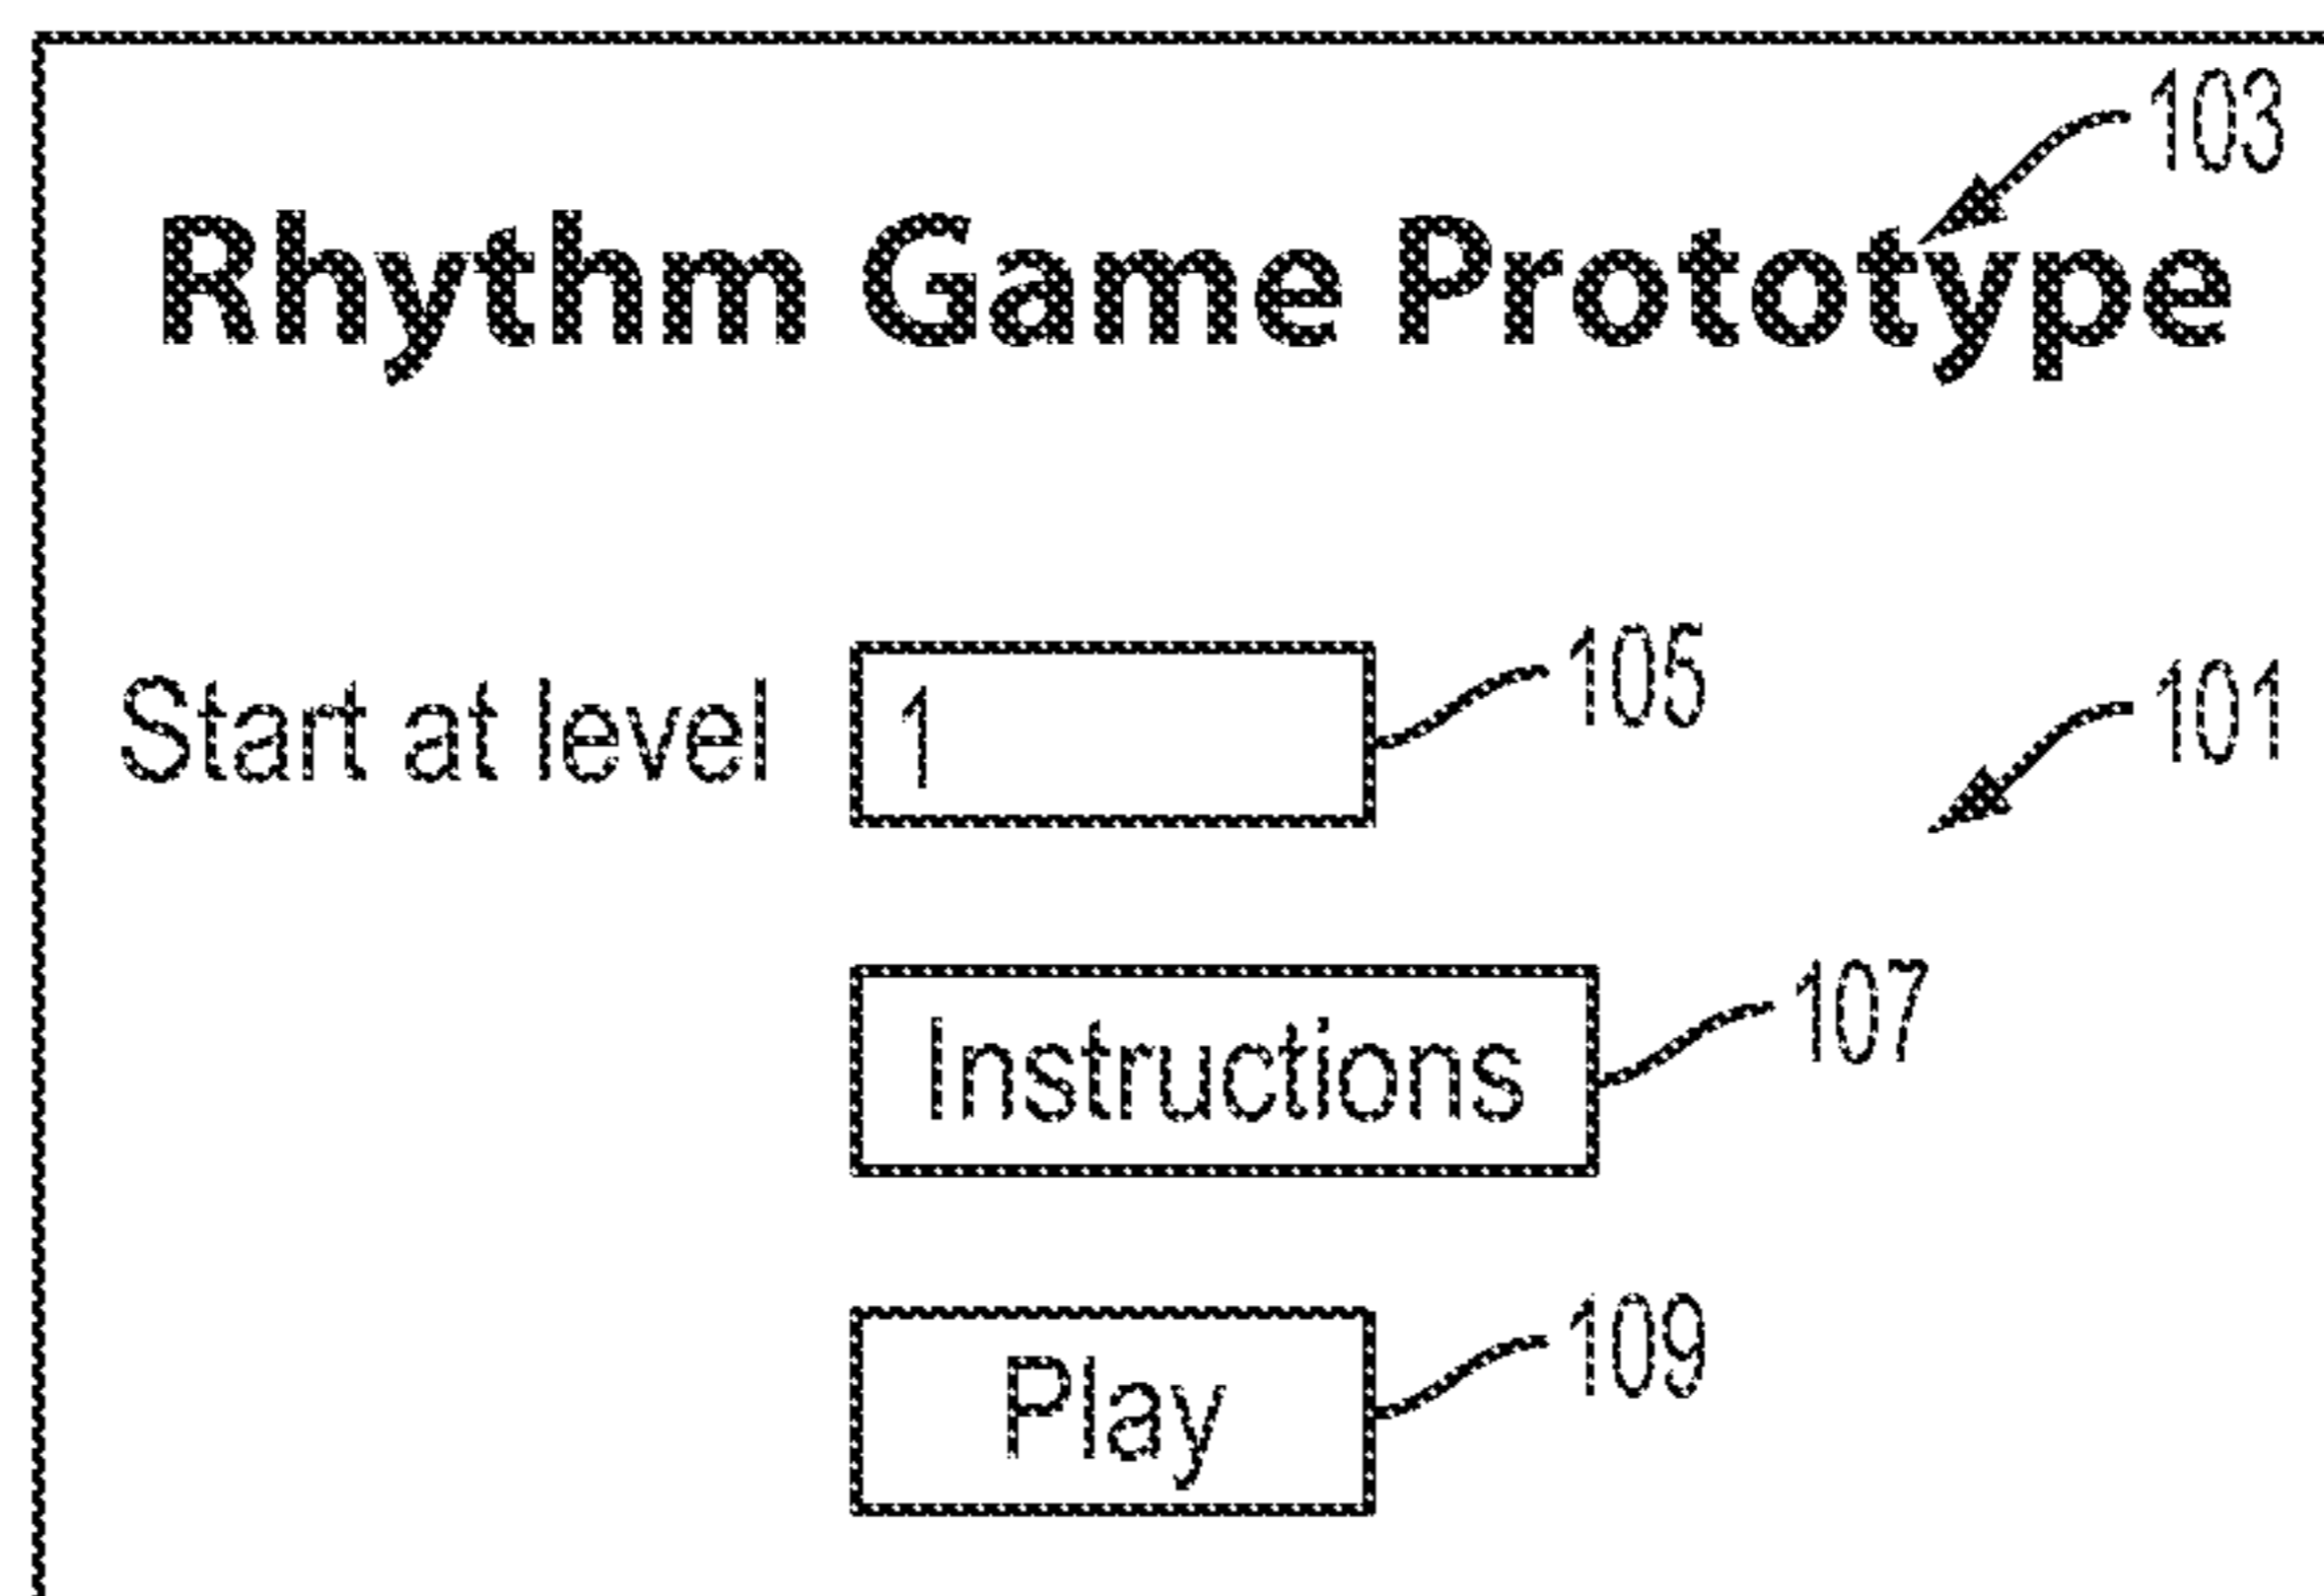 103
Rhythm Game Prototype
Start at level 1 105
101
Instructions 107
Play 109